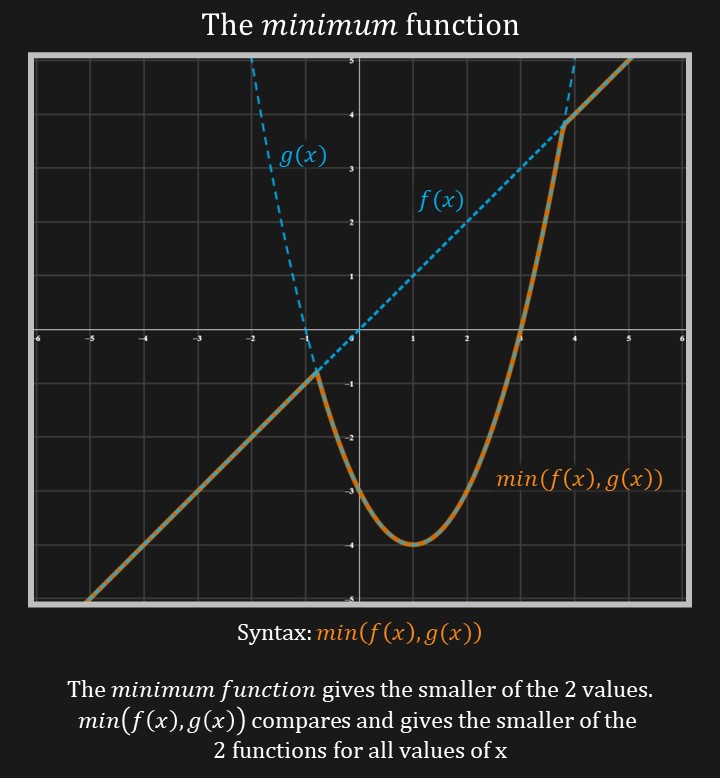 The minimum function
5
4
g(x)
3
f(x)
2
1
-6 -5 -4 -3 -2 -1 0 1 2 3 4 5 6
-1
-2
min(f(x),g(x))
-3
-4
-5
Syntax: min(f(x),g(x))
The minimum function gives the smaller of the 2 values.
min(f(x),g(x)) compares and gives the smaller of the
2 functions for all values of x